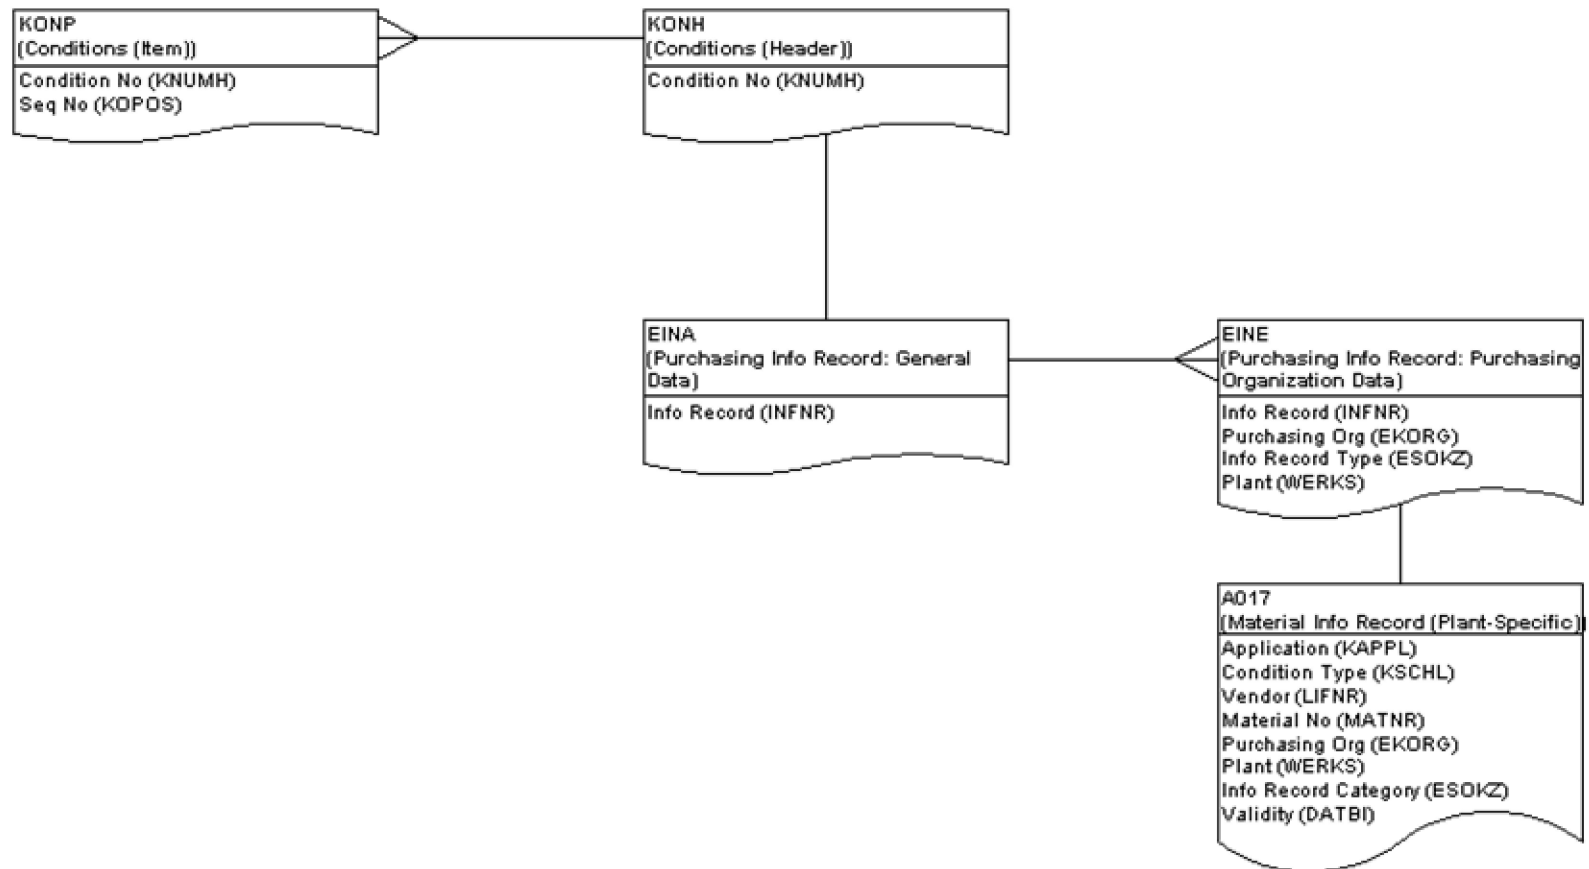 KONP
(Conditions (Item))
Condition No (KNUMH)
Seq No (KOPOS)
KONH
(Conditions (Header))
Condition No (KNUMH)
EINA
(Purchasing Info Record: General
Data)
Info Record (INFNR)
EINE
(Purchasing Info Record: Purchasing
Organization Data)
Info Record (INFNR)
Purchasing Org (EKORG)
Info Record Type (ESOKZ)
Plant (WERKS)
A017
(Material Info Record (Plant-Specific))
Application (KAPPL)
Condition Type (KSCHL)
Vendor (LIFNR)
Material No (MATNR)
Purchasing Org (EKORG)
Plant (WERKS)
Info Record Category (ESOKZ)
Validity (DATBI)